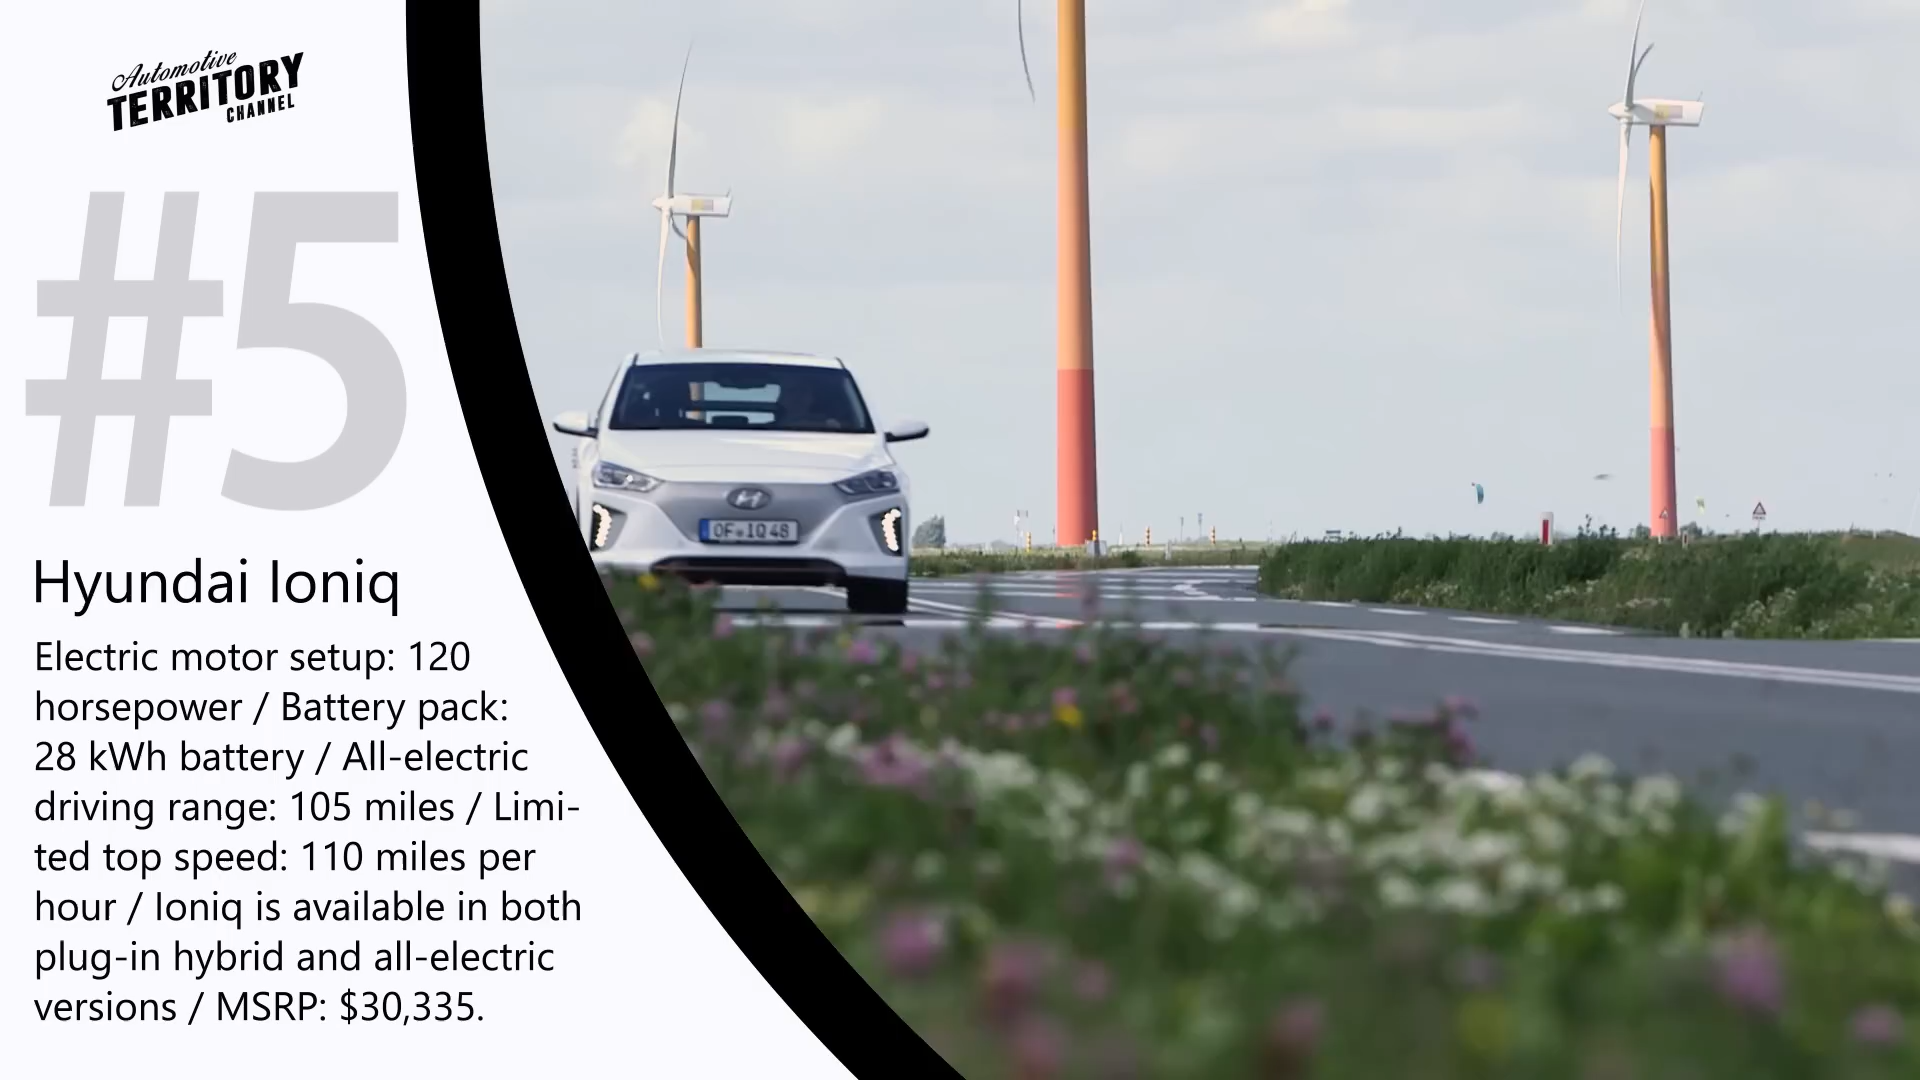 Automotive
TERRITORY
CHANNEL
#5
Hyundai Ioniq
Electric motor setup: 120
horsepower / Battery pack:
28 kWh battery / All-electric
driving range: 105 miles / Limi-
ted top speed: 110 miles per
hour / Ioniq is available in both
plug-in hybrid and all-electric
versions / MSRP: $30,335.
OF IQ 48